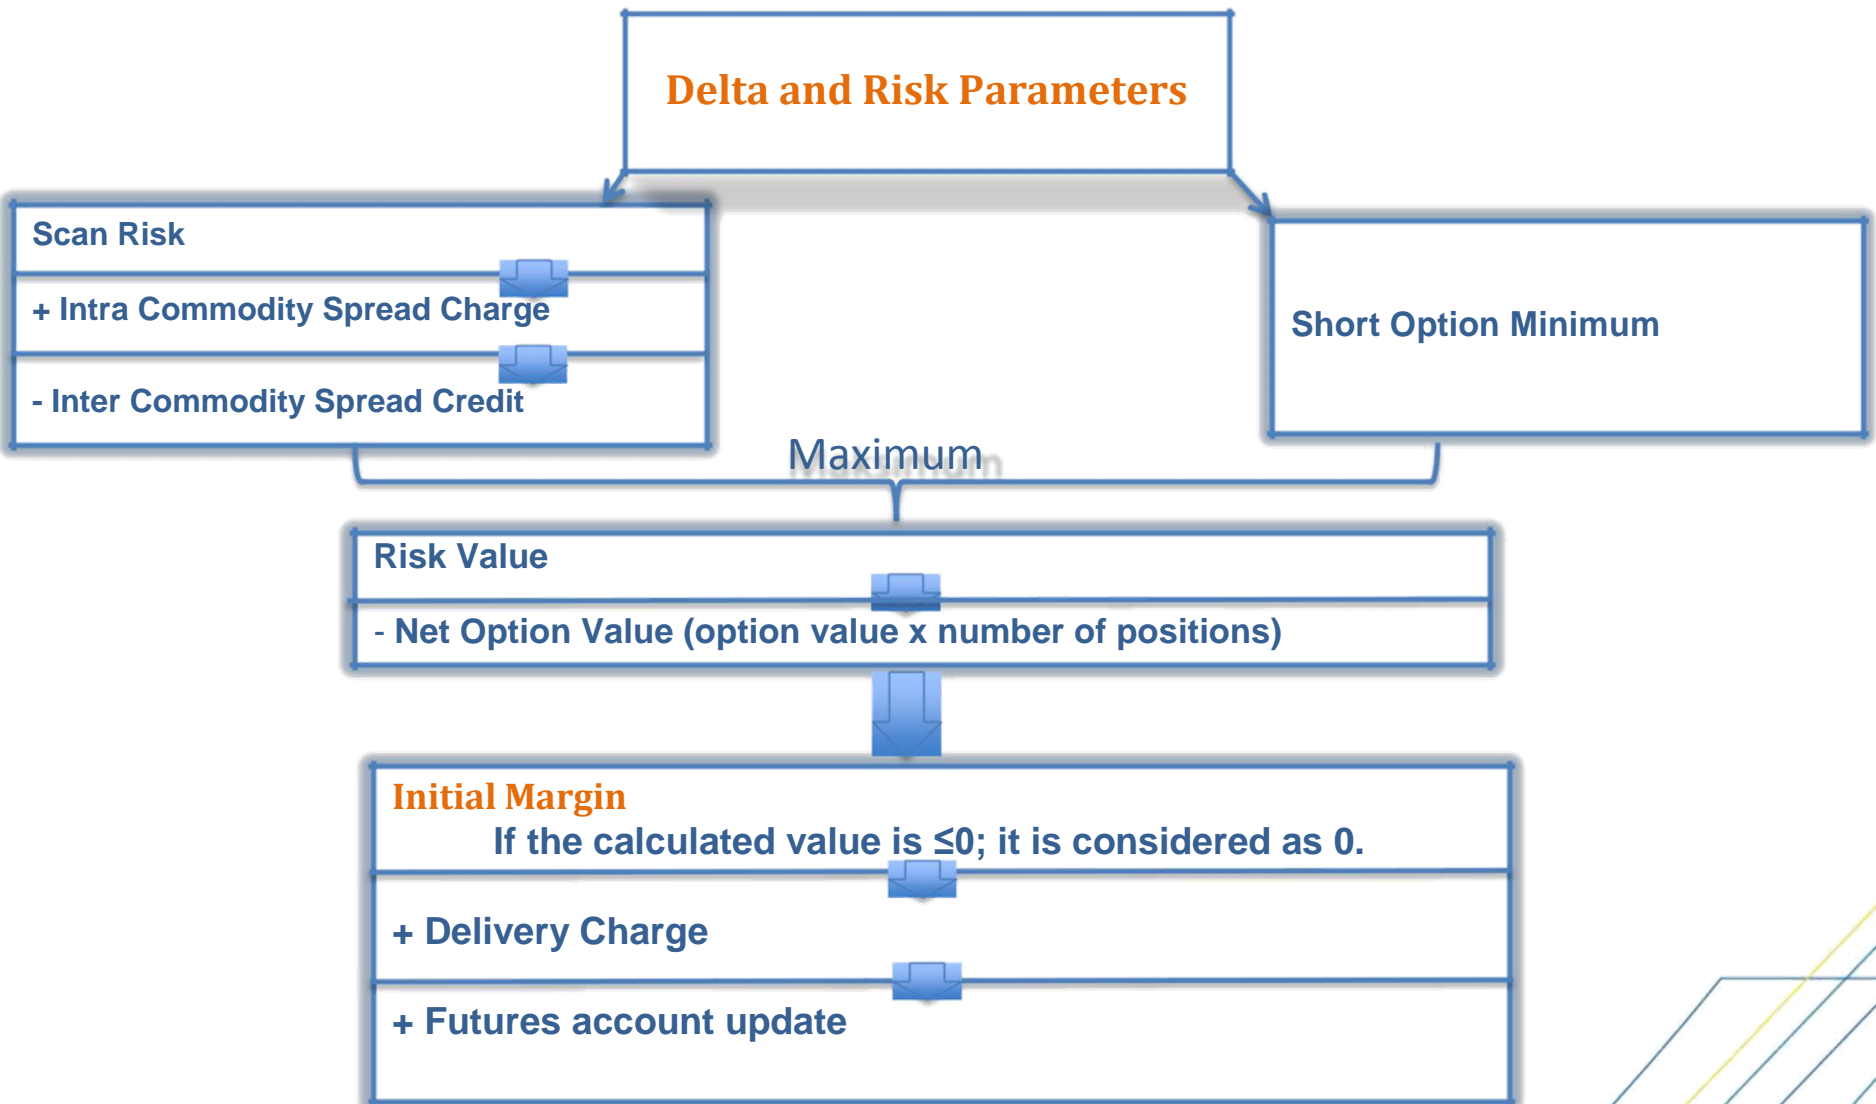 Delta and Risk Parameters
Scan Risk
+ Intra Commodity Spread Charge
- Inter Commodity Spread Credit
Short Option Minimum
Maximum
Risk Value
- Net Option Value (option value x number of positions)
Initial Margin
If the calculated value is ≤0; it is considered as 0.
+ Delivery Charge
+ Futures account update